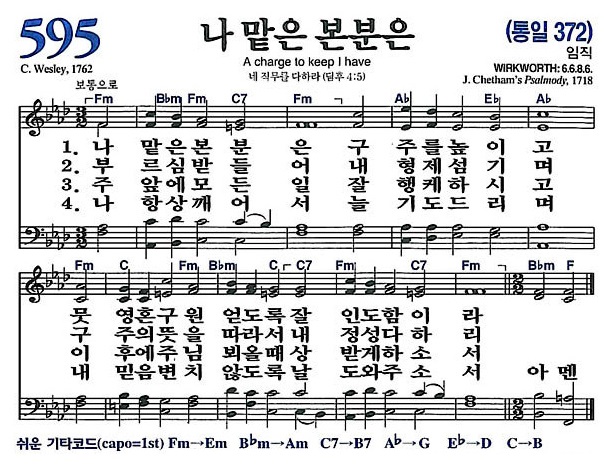 595
나 맡은 본분은
(통일 372)
임직
C. Wesley, 1762
A charge to keep I have
WIRKWORTH: 6.6.8.6.
보통으로
네 직무를 다하라 (딤후 4:5)
J. Chetham's Psalmody, 1718
Fm B♭m Fm C7 Fm A♭ E♭ A♭
1. 나 맡은본 분 은 구 주를높 이 고
2. 부 르심받 들 어 내 형제섬 기 며
3. 주 앞에모 든 일 잘 행케하 시 고
4. 나 항상깨 어 서 늘 기도드 리 며
Fm C Fm B♭m C7 Fm C7 Fm B♭m F
뭇 영혼구원 얻도록잘 인도함이 라
구 주의뜻을 따라서내 정성다하 리
이 후에주님 뵈올때상 받게하소 서
내 믿음변치 않도록날 도와주소 서 아멘
쉬운 기타코드(capo=1st) Fm→Em B♭m→Am C7→B7 A♭→G E♭→D C→B